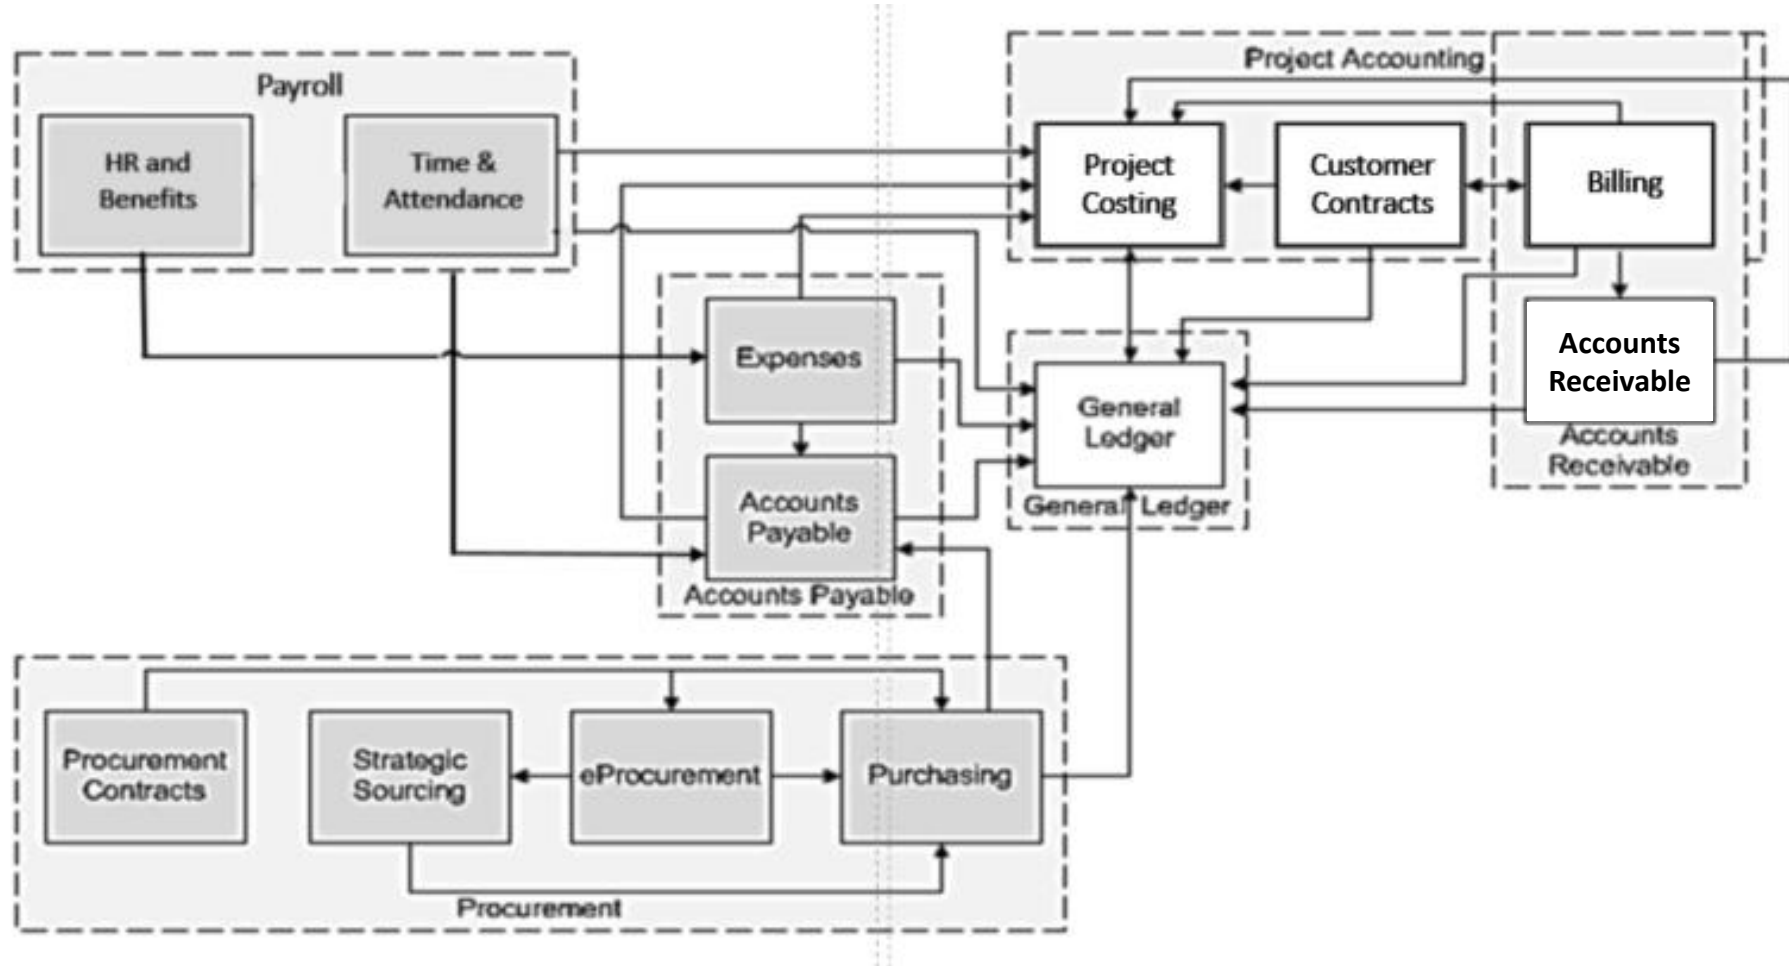 Payroll
HR and
Benefits
Time &
Attendance
Project Accounting
Project
Costing
Customer
Contracts
Billing
Accounts
Receivable
Accounts
Receivable
Expenses
Accounts
Payable
Accounts Payable
General
Ledger
General Ledger
Procurement
Contracts
Strategic
Sourcing
eProcurement
Purchasing
Procurement